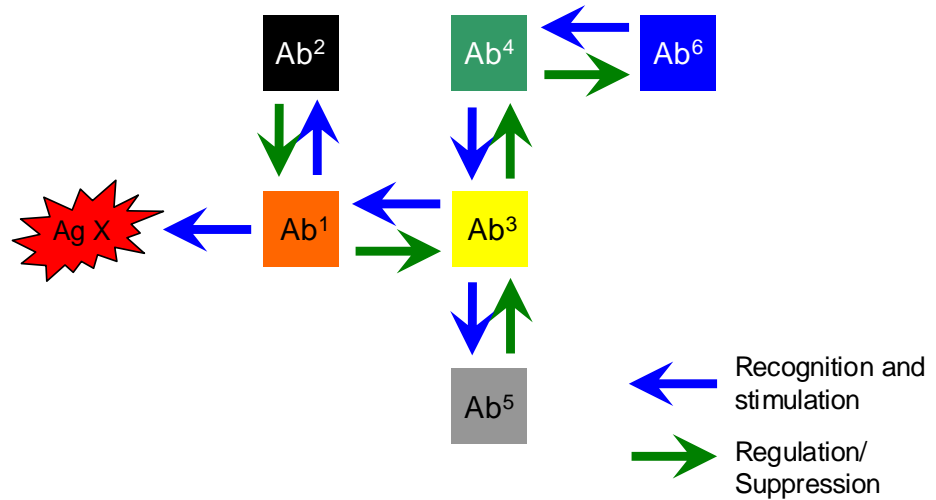 Ab²
Ab⁴
Ab⁶
Ag X
Ab¹
Ab³
Ab⁵
Recognition and
stimulation
Regulation/
Suppression